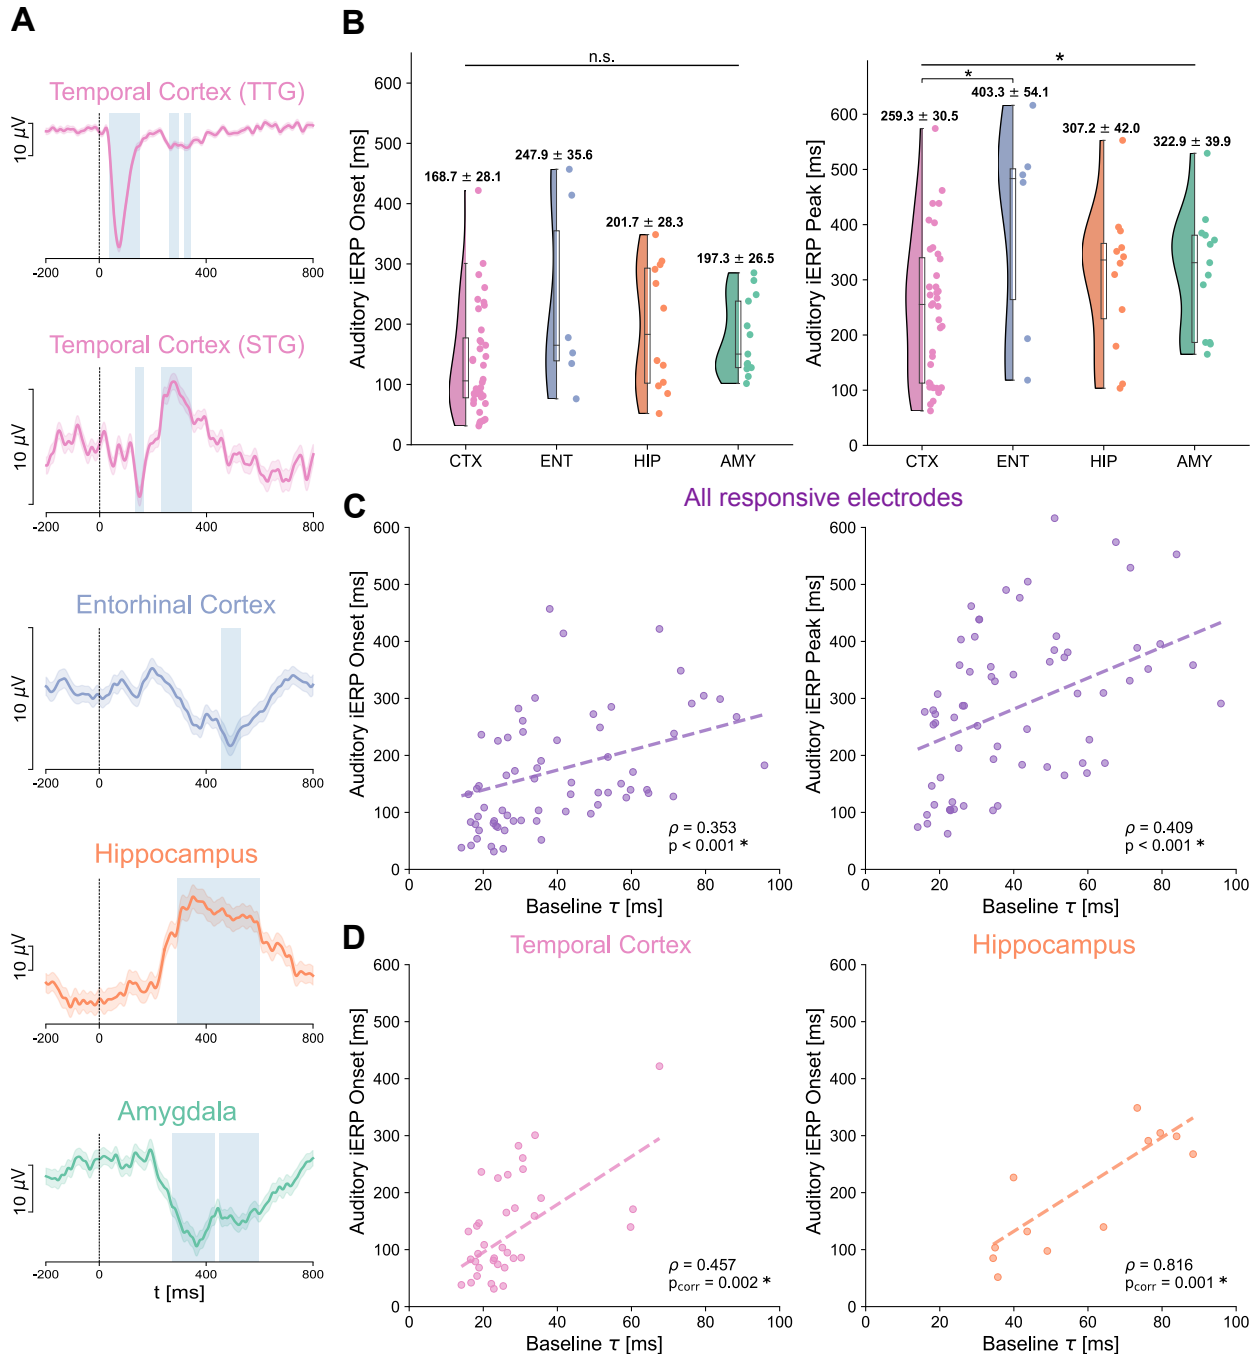 A
Temporal Cortex (TTG)
10 µV
-200 0 400 800
Temporal Cortex (STG)
10 µV
-200 0 400 800
Entorhinal Cortex
10 µV
-200 0 400 800
Hippocampus
10 µV
-200 0 400 800
Amygdala
10 µV
-200 0 400 800
t [ms]
B
Auditory iERP Onset [ms]
600
500
400
300
200
100
0
n.s.
168.7 ± 28.1
247.9 ± 35.6
201.7 ± 28.3
197.3 ± 26.5
CTX ENT HIP AMY
Auditory iERP Peak [ms]
600
500
400
300
200
100
0
*
*
259.3 ± 30.5
403.3 ± 54.1
307.2 ± 42.0
322.9 ± 39.9
CTX ENT HIP AMY
C
All responsive electrodes
Auditory iERP Onset [ms]
600
500
400
300
200
100
0
ρ = 0.353
p < 0.001 *
0 20 40 60 80 100
Baseline τ [ms]
Auditory iERP Peak [ms]
600
500
400
300
200
100
0
ρ = 0.409
p < 0.001 *
0 20 40 60 80 100
Baseline τ [ms]
D
Temporal Cortex
Auditory iERP Onset [ms]
600
500
400
300
200
100
0
ρ = 0.457
pcorr = 0.002 *
0 20 40 60 80 100
Baseline τ [ms]
Hippocampus
Auditory iERP Onset [ms]
600
500
400
300
200
100
0
ρ = 0.816
pcorr = 0.001 *
0 20 40 60 80 100
Baseline τ [ms]